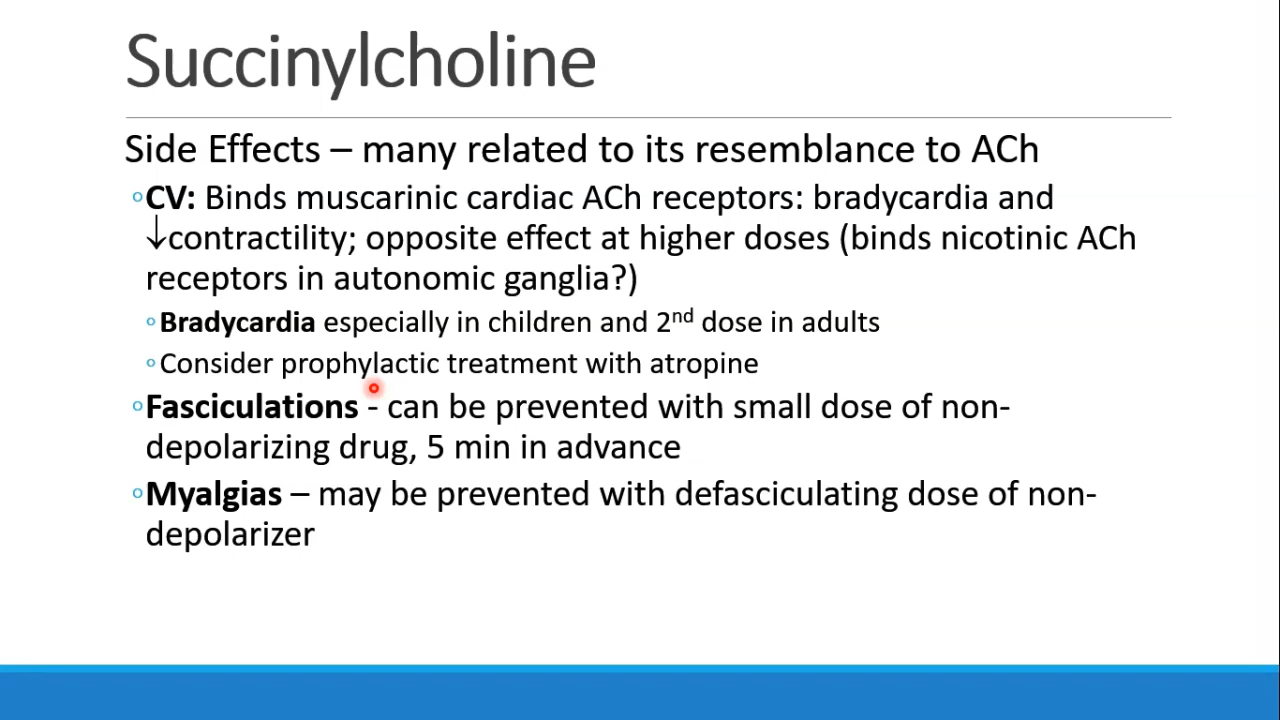 Succinylcholine
Side Effects – many related to its resemblance to ACh
◦CV: Binds muscarinic cardiac ACh receptors: bradycardia and
↓contractility; opposite effect at higher doses (binds nicotinic ACh
receptors in autonomic ganglia?)
◦Bradycardia especially in children and 2nd dose in adults
◦Consider prophylactic treatment with atropine
◦Fasciculations - can be prevented with small dose of non-
depolarizing drug, 5 min in advance
◦Myalgias – may be prevented with defasciculating dose of non-
depolarizer